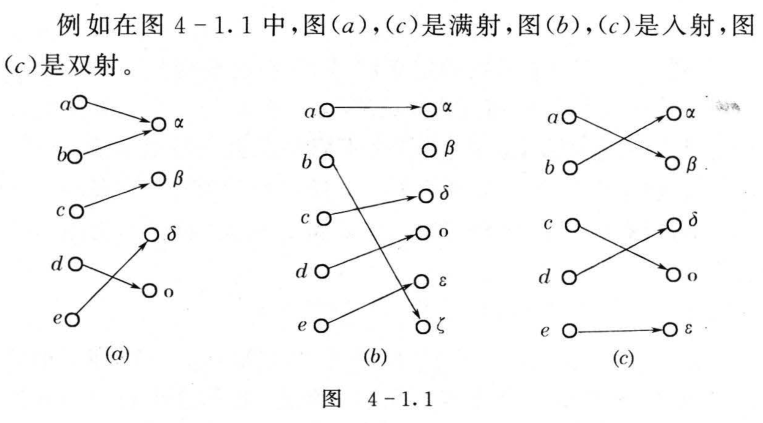 例如在图 4-1.1 中,图(a),(c)是满射,图(b),(c)是入射,图
(c)是双射。
a α
b
β
c
d δ
ο
e
(a)
a α
b β
c δ
d ο
ε
e ζ
(b)
a α
b β
c δ
d ο
e ε
(c)
图 4-1.1